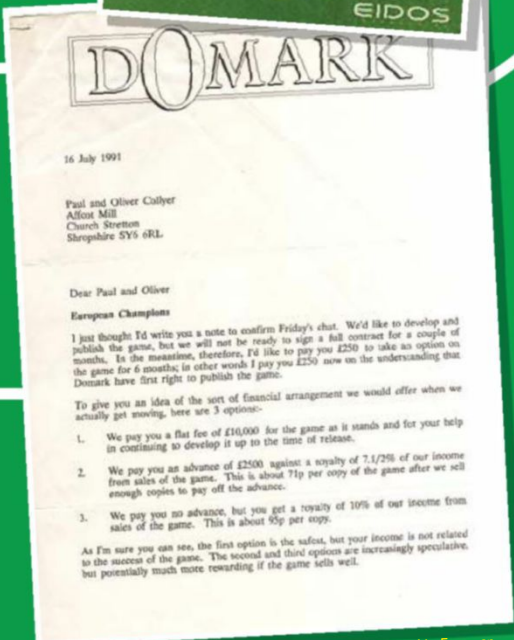 EIDOS
DOMARK
16 July 1991
Paul and Oliver Collyer
Affcot Mill
Church Stretton
Shropshire SY6 6RL
Dear Paul and Oliver
European Champions
I just thought I'd write you a note to confirm Friday's chat. We'd like to develop and
publish the game, but we will not be ready to sign a full contract for a couple of
months. In the meantime, therefore, I'd like to pay you £250 to take an option on
the game for 6 months; in other words I pay you £250 now on the understanding that
Domark have first right to publish the game.
To give you an idea of the sort of financial arrangement we would offer when we
actually get moving, here are 3 options:-
1. We pay you a flat fee of £10,000 for the game as it stands and for your help
in continuing to develop it up to the time of release.
2. We pay you an advance of £2500 against a royalty of 7.1/2% of our income
from sales of the game. This is about 71p per copy of the game after we sell
enough copies to pay off the advance.
3. We pay you no advance, but you get a royalty of 10% of our income from
sales of the game. This is about 95p per copy.
As I'm sure you can see, the first option is the safest, but your income is not related
to the success of the game. The second and third options are increasingly speculative,
but potentially much more rewarding if the game sells well.